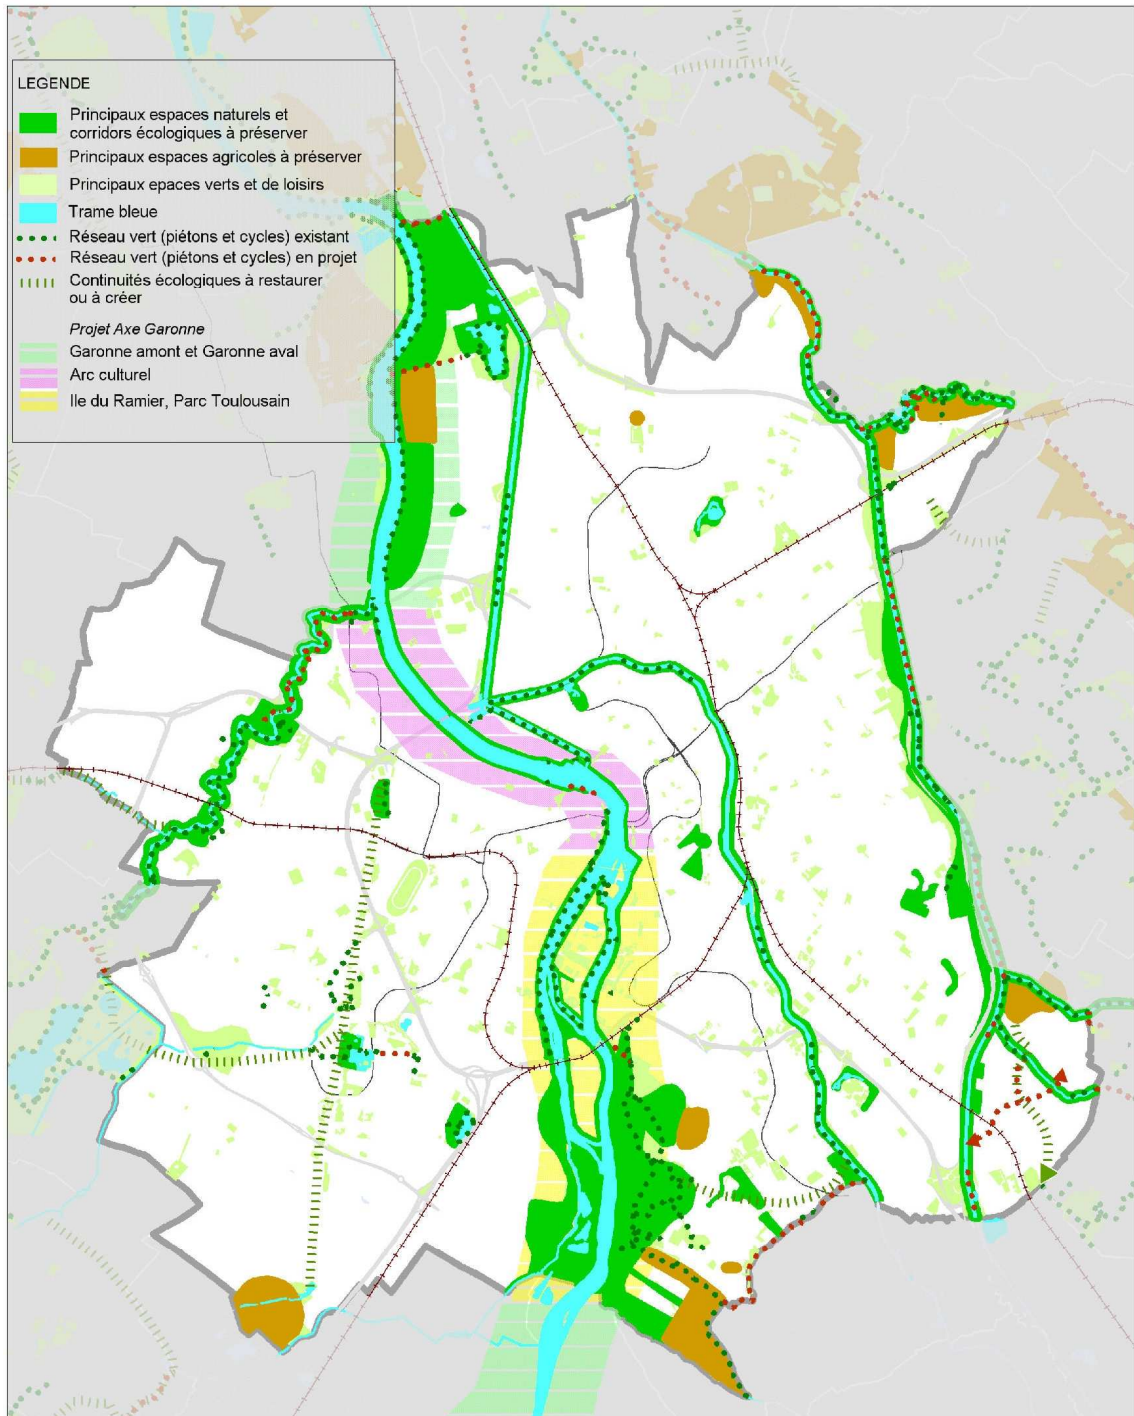 LEGENDE
Principaux espaces naturels et
corridors écologiques à préserver
Principaux espaces agricoles à préserver
Principaux epaces verts et de loisirs
Trame bleue
Réseau vert (piétons et cycles) existant
Réseau vert (piétons et cycles) en projet
Continuités écologiques à restaurer
ou à créer
Projet Axe Garonne
Garonne amont et Garonne aval
Arc culturel
Ile du Ramier, Parc Toulousain